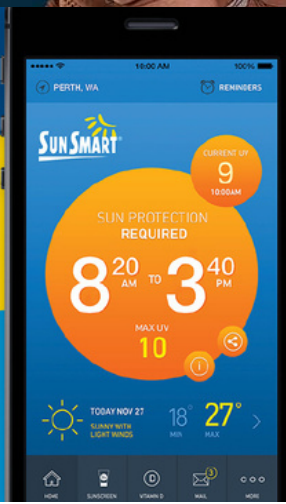 10:00 AM 100%
PERTH, WA REMINDERS
SUNSMART
CURRENT UV
9
10:00AM
SUN PROTECTION
REQUIRED
8 20 AM TO 3 40 PM
MAX UV
10
TODAY NOV 27 18° 27°
SUNNY WITH
LIGHT WINDS
MIN MAX
3
HOME SUNSCREEN VITAMIN D MAIL MORE